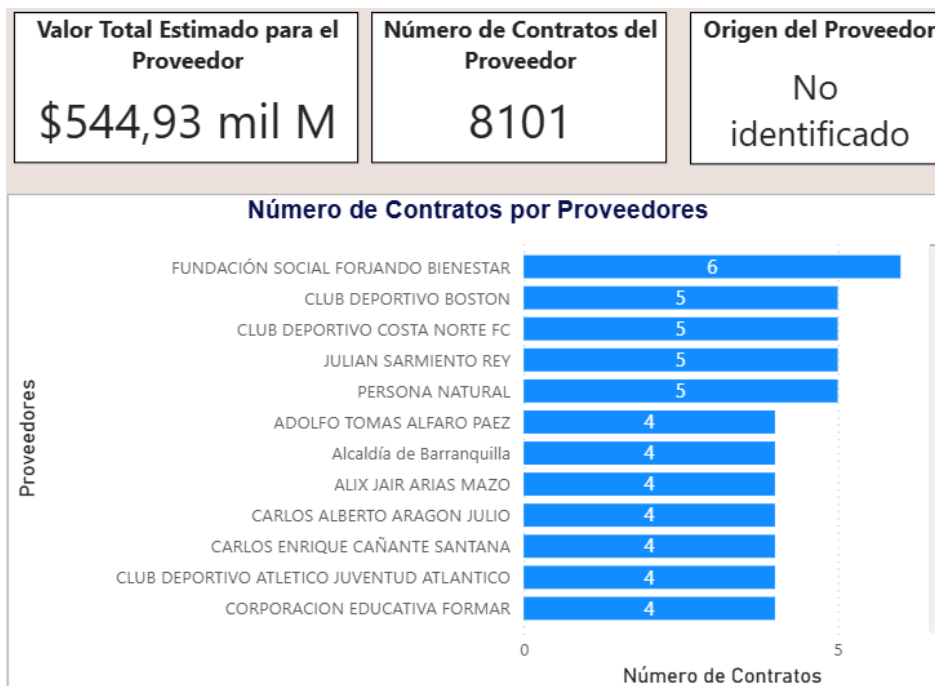 Valor Total Estimado para el
Proveedor
$544,93 mil M
Número de Contratos del
Proveedor
8101
Origen del Proveedor
No
identificado
Número de Contratos por Proveedores
Proveedores
FUNDACIÓN SOCIAL FORJANDO BIENESTAR 6
CLUB DEPORTIVO BOSTON 5
CLUB DEPORTIVO COSTA NORTE FC 5
JULIAN SARMIENTO REY 5
PERSONA NATURAL 5
ADOLFO TOMAS ALFARO PAEZ 4
Alcaldía de Barranquilla 4
ALIX JAIR ARIAS MAZO 4
CARLOS ALBERTO ARAGON JULIO 4
CARLOS ENRIQUE CAÑANTE SANTANA 4
CLUB DEPORTIVO ATLETICO JUVENTUD ATLANTICO 4
CORPORACION EDUCATIVA FORMAR 4
0 5
Número de Contratos